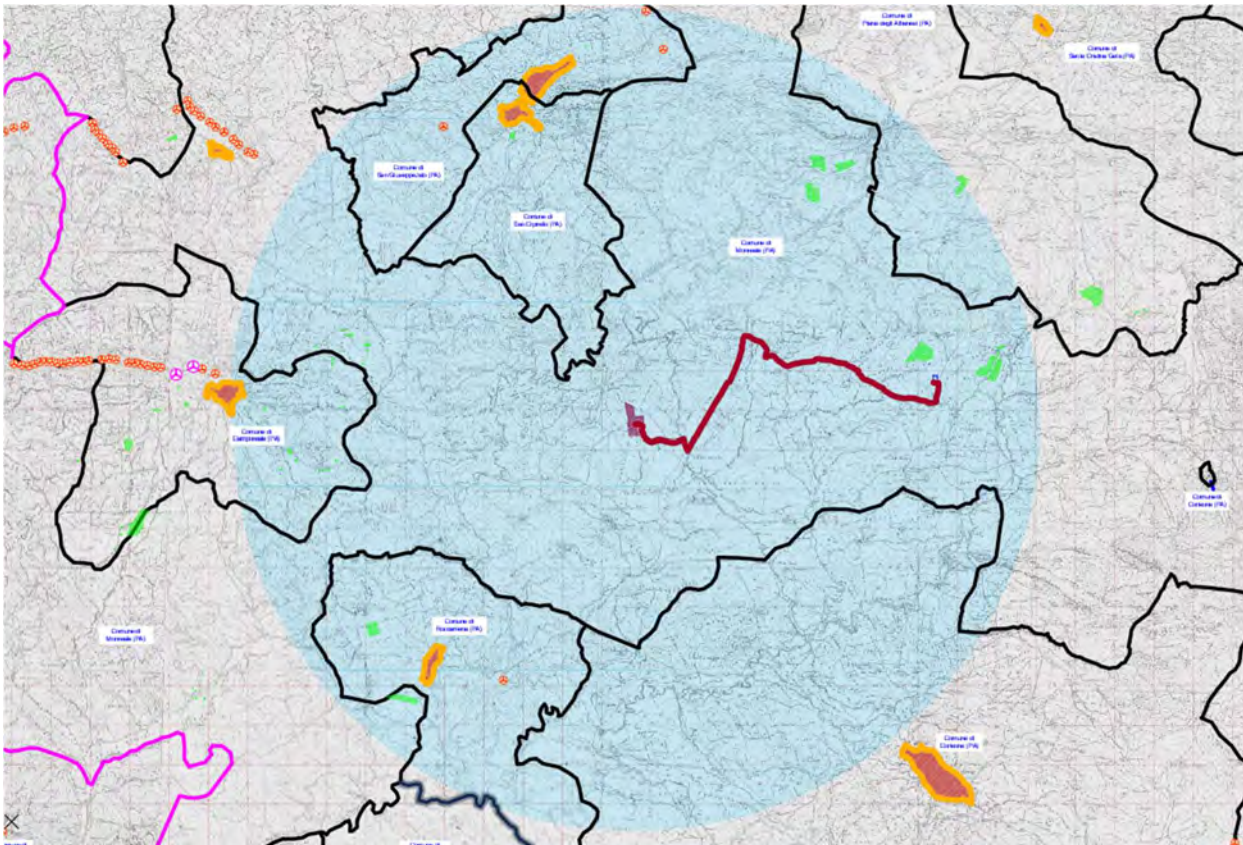 Comune di
Piana degli Albanesi (PA)
Comune di
Santa Cristina Gela (PA)
Comune di
San Giuseppe Jato (PA)
Comune di
San Cipirello (PA)
Comune di
Monreale (PA)
Comune di
Camporeale (PA)
Comune di
Corleone (PA)
Comune di
Monreale (PA)
Comune di
Roccamena (PA)
Comune di
Corleone (PA)
Comune di